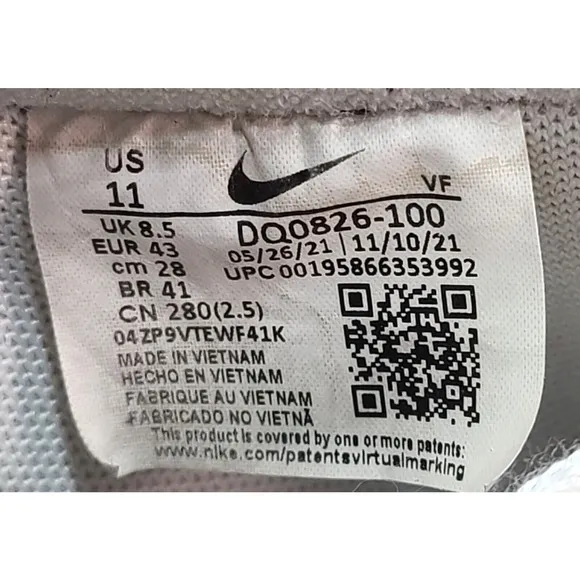 US
11
VF
UK 8.5
DQ0826-100
EUR 43
05/26/21 | 11/10/21
cm 28
UPC 00195866353992
BR 41
CN 280(2.5)
04ZP9VTEWF41K
MADE IN VIETNAM
HECHO EN VIETNAM
FABRIQUE AU VIETNAM
FABRICADO NO VIETNÃ
This product is covered by one or more patents:
www.nike.com/patentsvirtualmarking